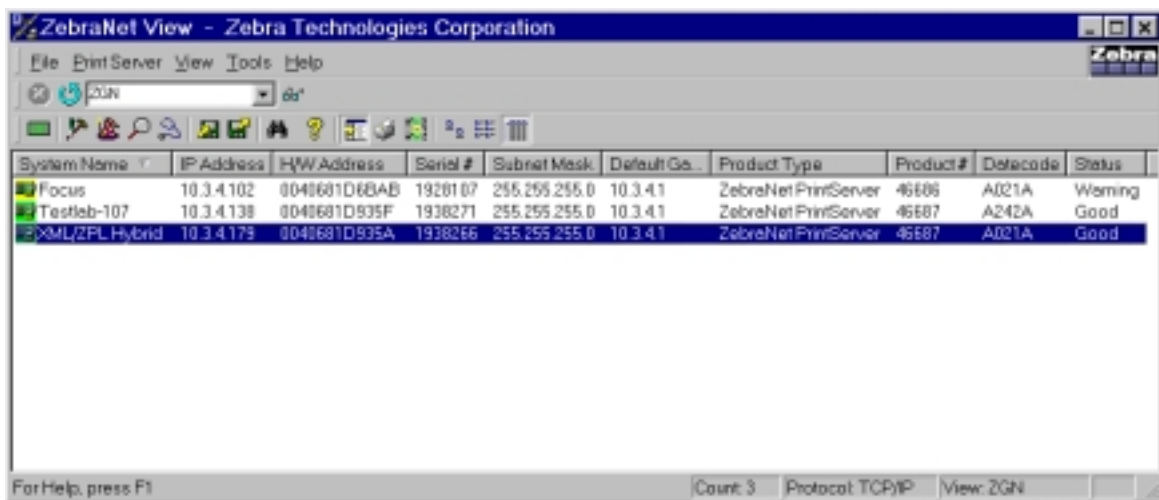 ZebraNet View - Zebra Technologies Corporation
File Print Server View Tools Help
Zebra
ZGN
System Name IP Address H/W Address Serial # Subnet Mask Default Ga... Product Type Product # Datecode Status
Focus 10.3.4.102 0040681D6BAB 1928107 255.255.255.0 10.3.4.1 ZebraNet PrintServer 46686 A021A Warning
Testlab-107 10.3.4.138 0040681D935F 1938271 255.255.255.0 10.3.4.1 ZebraNet PrintServer 46687 A242A Good
XML/ZPL Hybrid 10.3.4.179 0040681D935A 1938266 255.255.255.0 10.3.4.1 ZebraNet PrintServer 46687 A021A Good
For Help, press F1 Count: 3 Protocol: TCP/IP View: ZGN